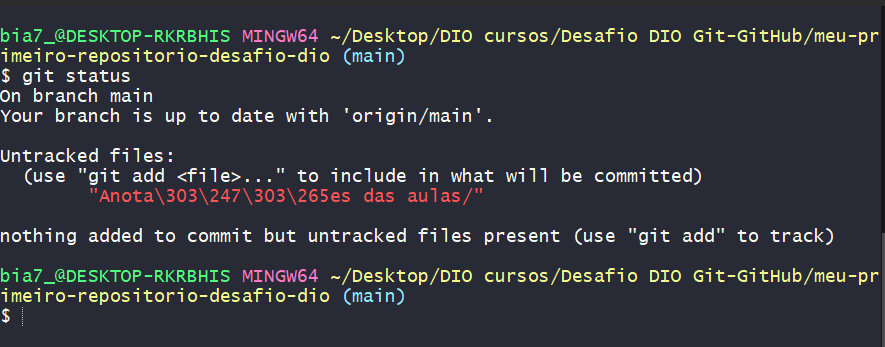 bia7_@DESKTOP-RKRBHIS MINGW64 ~/Desktop/DIO cursos/Desafio DIO Git-GitHub/meu-pr
imeiro-repositorio-desafio-dio (main)
$ git status
On branch main
Your branch is up to date with 'origin/main'.
Untracked files:
(use "git add <file>..." to include in what will be committed)
"Anota\303\247\303\265es das aulas/"
nothing added to commit but untracked files present (use "git add" to track)
bia7_@DESKTOP-RKRBHIS MINGW64 ~/Desktop/DIO cursos/Desafio DIO Git-GitHub/meu-pr
imeiro-repositorio-desafio-dio (main)
$